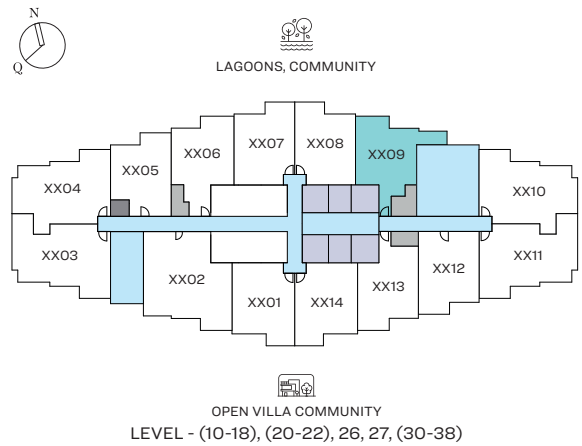 N
Q
LAGOONS, COMMUNITY
XX07
XX08
XX06
XX09
XX05
XX04
XX10
XX03
XX11
XX02
XX12
XX13
XX01
XX14
OPEN VILLA COMMUNITY
LEVEL - (10-18), (20-22), 26, 27, (30-38)